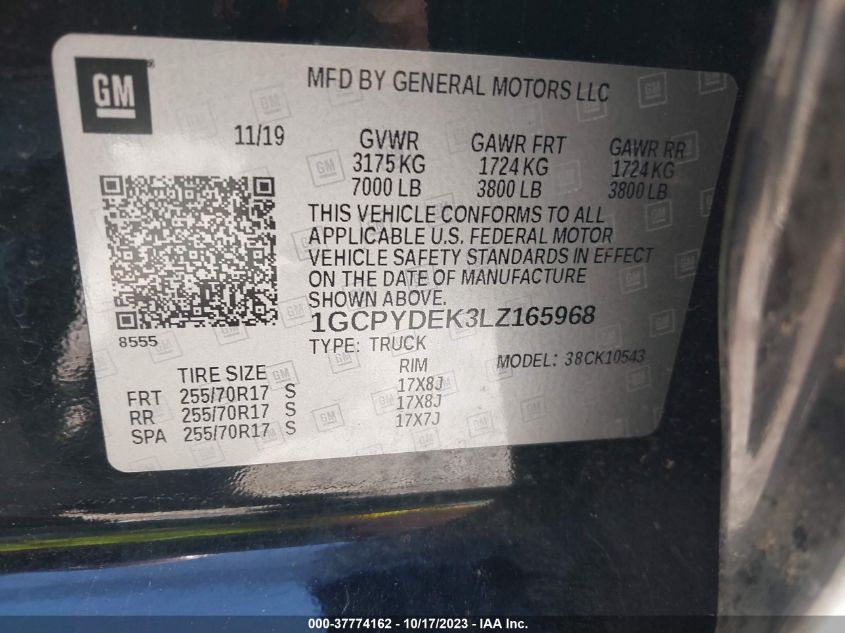 GM
MFD BY GENERAL MOTORS LLC
11/19
GVWR GAWR FRT GAWR RR
3175 KG 1724 KG 1724 KG
7000 LB 3800 LB 3800 LB
THIS VEHICLE CONFORMS TO ALL
APPLICABLE U.S. FEDERAL MOTOR
VEHICLE SAFETY STANDARDS IN EFFECT
ON THE DATE OF MANUFACTURE
SHOWN ABOVE.
8555
1GCPYDEK3LZ165968
TYPE: TRUCK
MODEL: 38CK10543
TIRE SIZE RIM
FRT 255/70R17 S 17X8J
RR 255/70R17 S 17X8J
SPA 255/70R17 S 17X7J
000-37774162 - 10/17/2023 - IAA Inc.